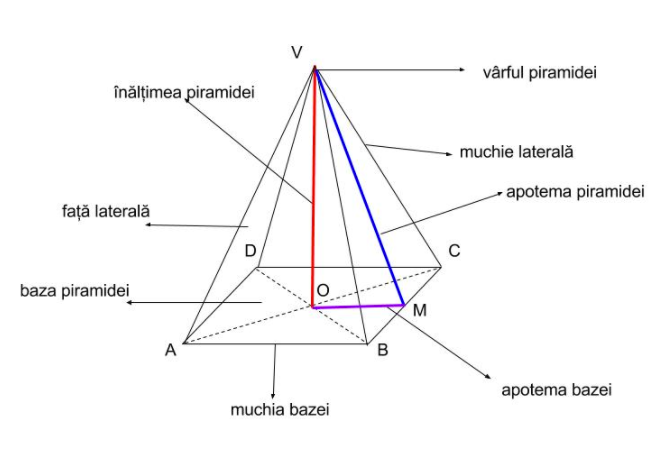 V
vârful piramidei
înălțimea piramidei
muchie laterală
apotema piramidei
față laterală
D
C
baza piramidei
O
M
A
B
apotema bazei
muchia bazei